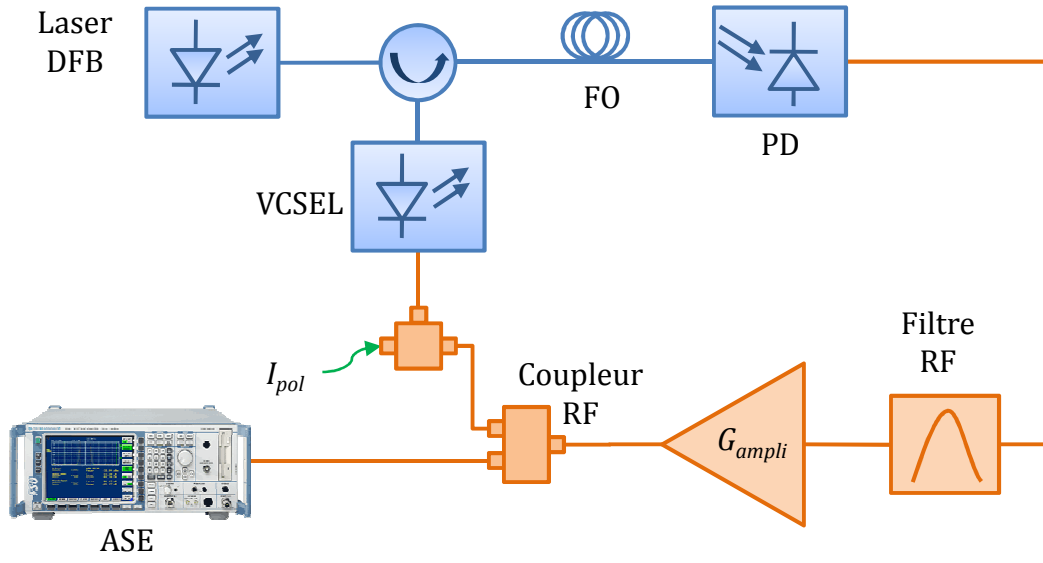 Laser
DFB
FO
PD
VCSEL
I_pol
Coupleur
RF
G_ampli
Filtre
RF
ASE